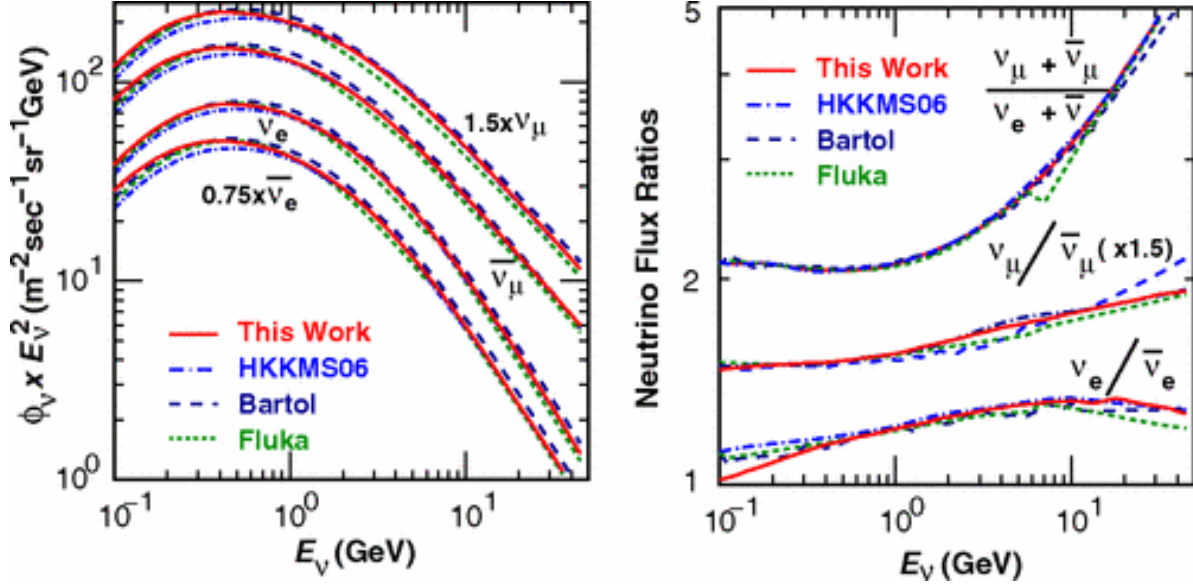 ϕν x Eν² (m⁻²sec⁻¹sr⁻¹GeV)
10²
10¹
10⁰
1.5xνμ
νe
0.75xν̅e
ν̅μ
This Work
HKKMS06
Bartol
Fluka
10⁻¹
10⁰
10¹
Eν (GeV)
Neutrino Flux Ratios
5
2
1
This Work
HKKMS06
Bartol
Fluka
νμ + ν̅μ
νe + ν̅
νμ/ν̅μ (x1.5)
νe/ν̅e
10⁻¹
10⁰
10¹
Eν (GeV)